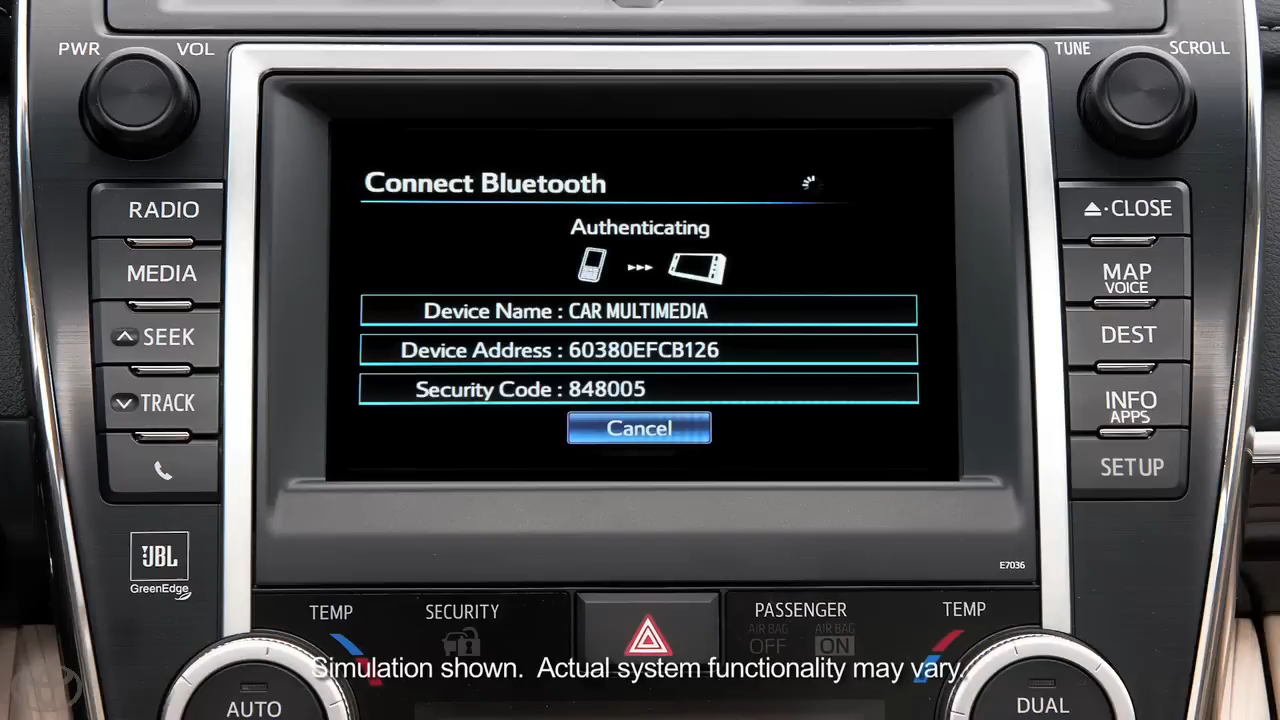 PWR VOL
TUNE SCROLL
RADIO
MEDIA
SEEK
TRACK
Connect Bluetooth
Authenticating
Device Name : CAR MULTIMEDIA
Device Address : 60380EFCB126
Security Code : 848005
Cancel
CLOSE
MAP
VOICE
DEST
INFO
APPS
SETUP
JBL
GreenEdge
E7036
TEMP
SECURITY
PASSENGER
AIR BAG
OFF
AIR BAG
ON
TEMP
Simulation shown. Actual system functionality may vary.
AUTO
DUAL